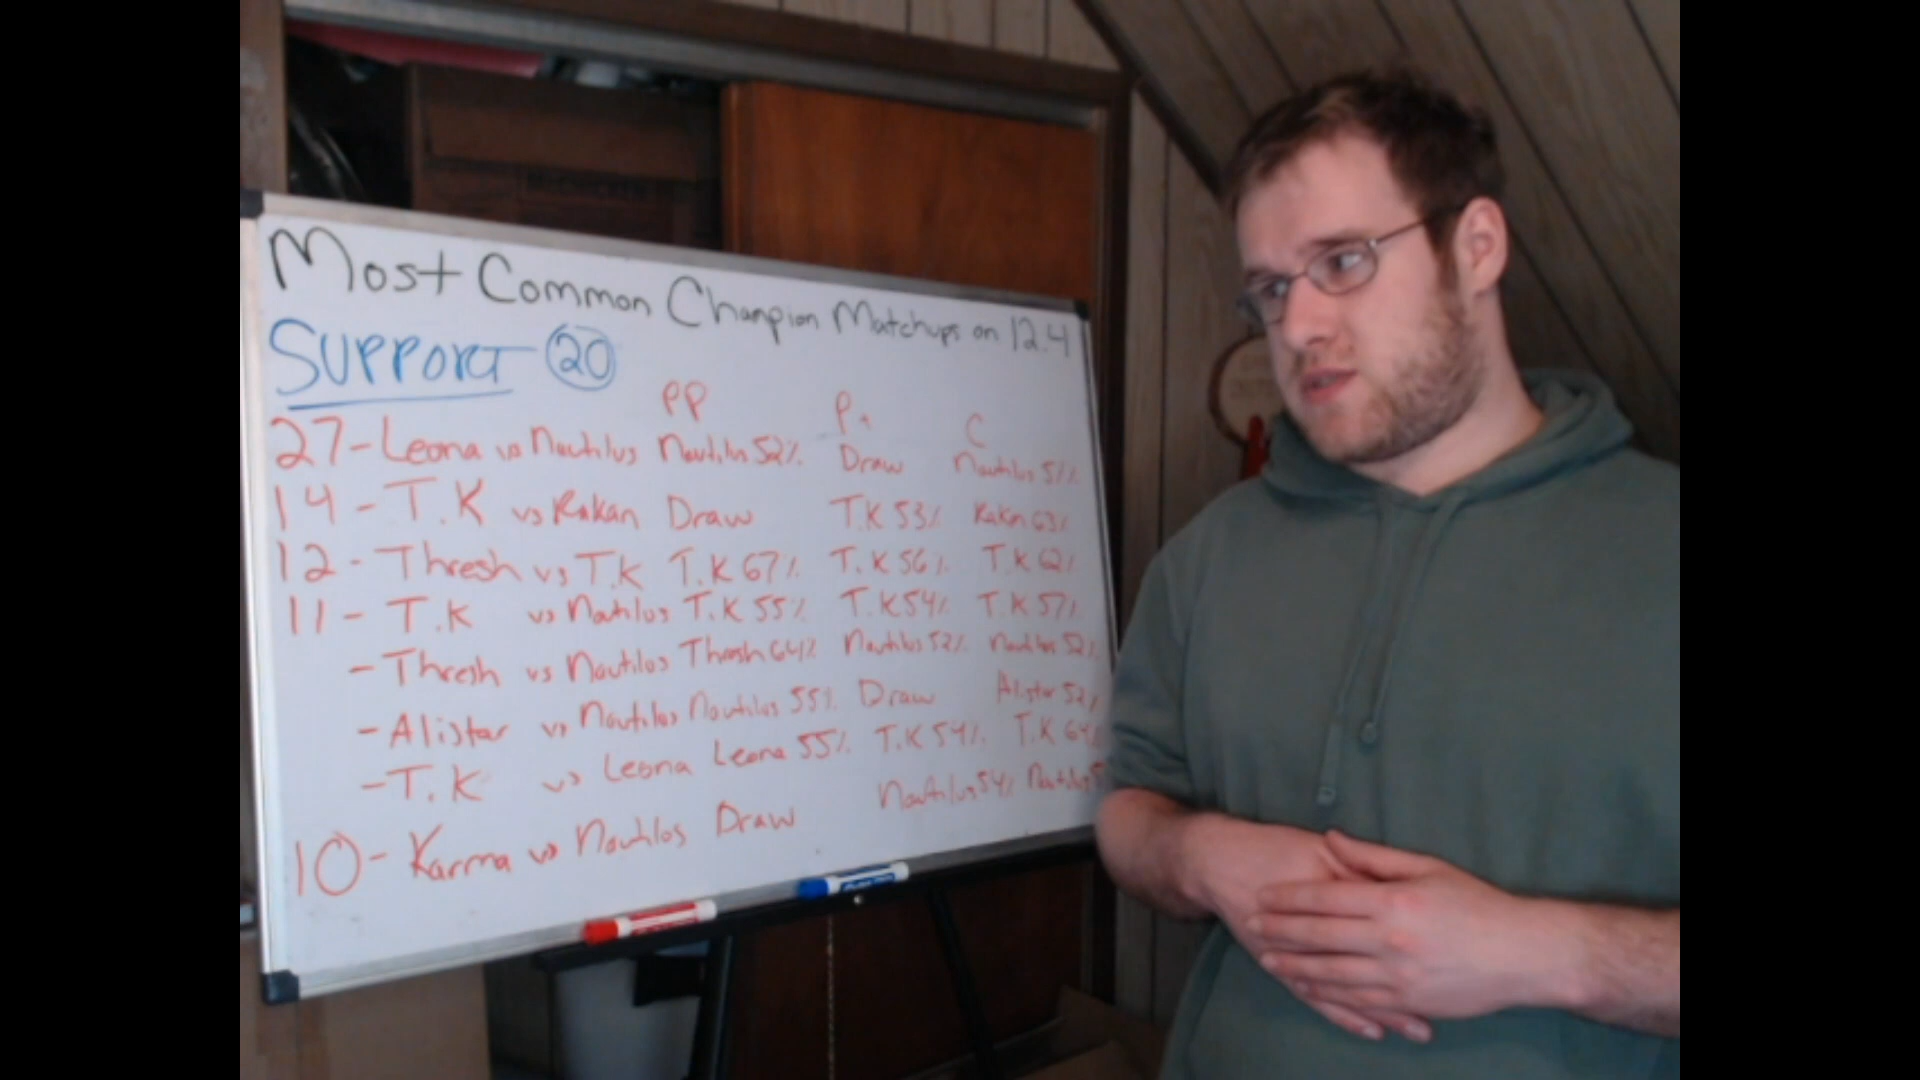 Most Common Champion Matchups on 12.4
SUPPORT 20
PP P+ C
27- Leona vs Nautilus Nautilus 52% Draw Nautilus 51%
14 - T.K vs Rakan Draw T.K 53% Rakan 63%
12 - Thresh vs T.K T.K 67% T.K 56% T.K 62%
11 - T.K vs Nautilus T.K 55% T.K 54% T.K 57%
- Thresh vs Nautilus Thresh 64% Nautilus 52% Nautilus 52%
- Alistar vs Nautilus Nautilus 55% Draw Alistar 52%
- T.K vs Leona Leona 55% T.K 54% T.K 64%
10- Karma vs Nautilus Draw Nautilus 54% Nautilus